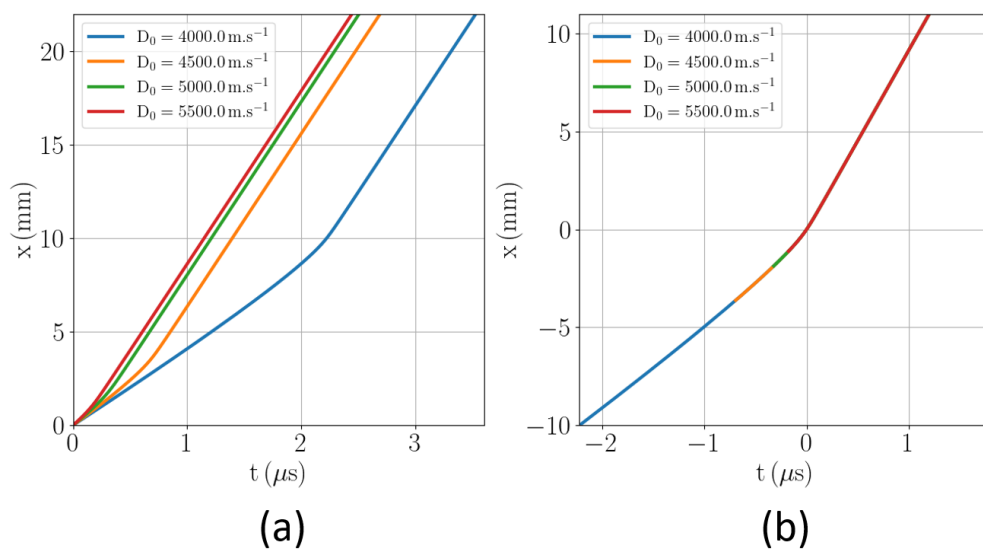 20
15
10
5
0
0
1
2
3
x (mm)
t (μs)
D₀ = 4000.0 m.s⁻¹
D₀ = 4500.0 m.s⁻¹
D₀ = 5000.0 m.s⁻¹
D₀ = 5500.0 m.s⁻¹
(a)
10
5
0
−5
−10
−2
−1
0
1
x (mm)
t (μs)
D₀ = 4000.0 m.s⁻¹
D₀ = 4500.0 m.s⁻¹
D₀ = 5000.0 m.s⁻¹
D₀ = 5500.0 m.s⁻¹
(b)